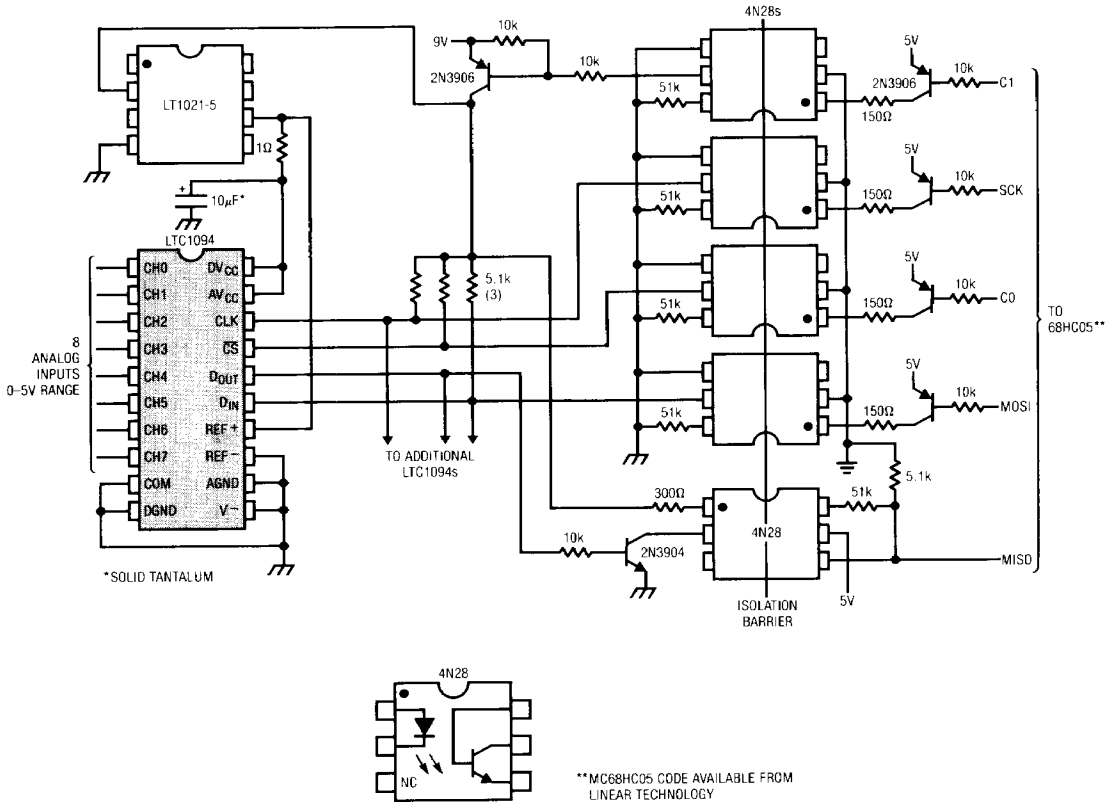 4N28s
10k
9V
10k
2N3906
LT1021-5
1Ω
10µF*
+
51k
5V
10k
C1
2N3906
150Ω
51k
5V
10k
SCK
150Ω
51k
5V
10k
C0
150Ω
51k
5V
10k
MOSI
150Ω
TO
68HC05**
LTC1094
CH0
CH1
CH2
CH3
CH4
CH5
CH6
CH7
COM
DGND
DVCC
AVCC
CLK
CS
DOUT
DIN
REF+
REF−
AGND
V−
8
ANALOG
INPUTS
0–5V RANGE
5.1k
(3)
TO ADDITIONAL
LTC1094s
300Ω
10k
2N3904
4N28
51k
5.1k
MISD
5V
ISOLATION
BARRIER
*SOLID TANTALUM
4N28
NC
**MC68HC05 CODE AVAILABLE FROM
LINEAR TECHNOLOGY